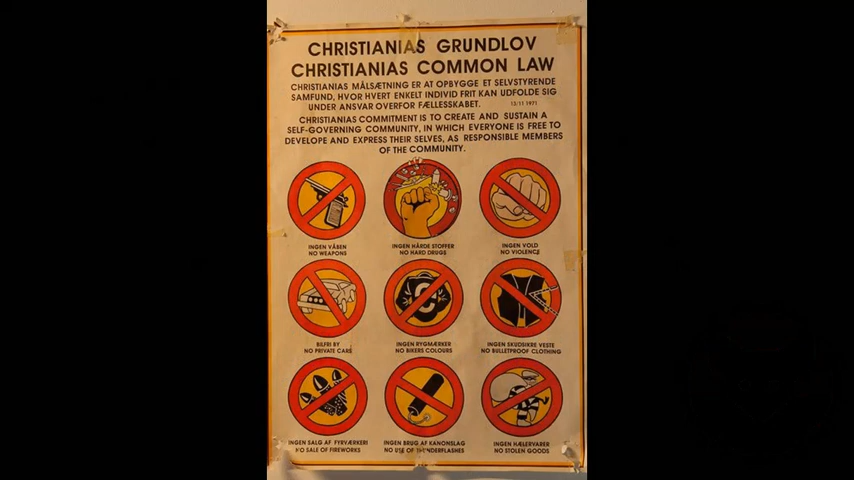 CHRISTIANIAS GRUNDLOV
CHRISTIANIAS COMMON LAW
CHRISTIANIAS MÅLSÆTNING ER AT OPBYGGE ET SELVSTYRENDE
SAMFUND, HVOR HVERT ENKELT INDIVID FRIT KAN UDFOLDE SIG
UNDER ANSVAR OVERFOR FÆLLESSKABET. 13/11 1971
CHRISTIANIAS COMMITMENT IS TO CREATE AND SUSTAIN A
SELF-GOVERNING COMMUNITY, IN WHICH EVERYONE IS FREE TO
DEVELOPE AND EXPRESS THEIR SELVES, AS RESPONSIBLE MEMBERS
OF THE COMMUNITY.
INGEN VÅBEN
NO WEAPONS
INGEN HÅRDE STOFFER
NO HARD DRUGS
INGEN VOLD
NO VIOLENCE
BILFRI BY
NO PRIVATE CARS
C
INGEN RYGMÆRKER
NO BIKERS COLOURS
INGEN SKUDSIKRE VESTE
NO BULLETPROOF CLOTHING
INGEN SALG AF FYRVÆRKERI
NO SALE OF FIREWORKS
INGEN BRUG AF KANONSLAG
NO USE OF THUNDERFLASHES
INGEN HÆLERVARER
NO STOLEN GOODS